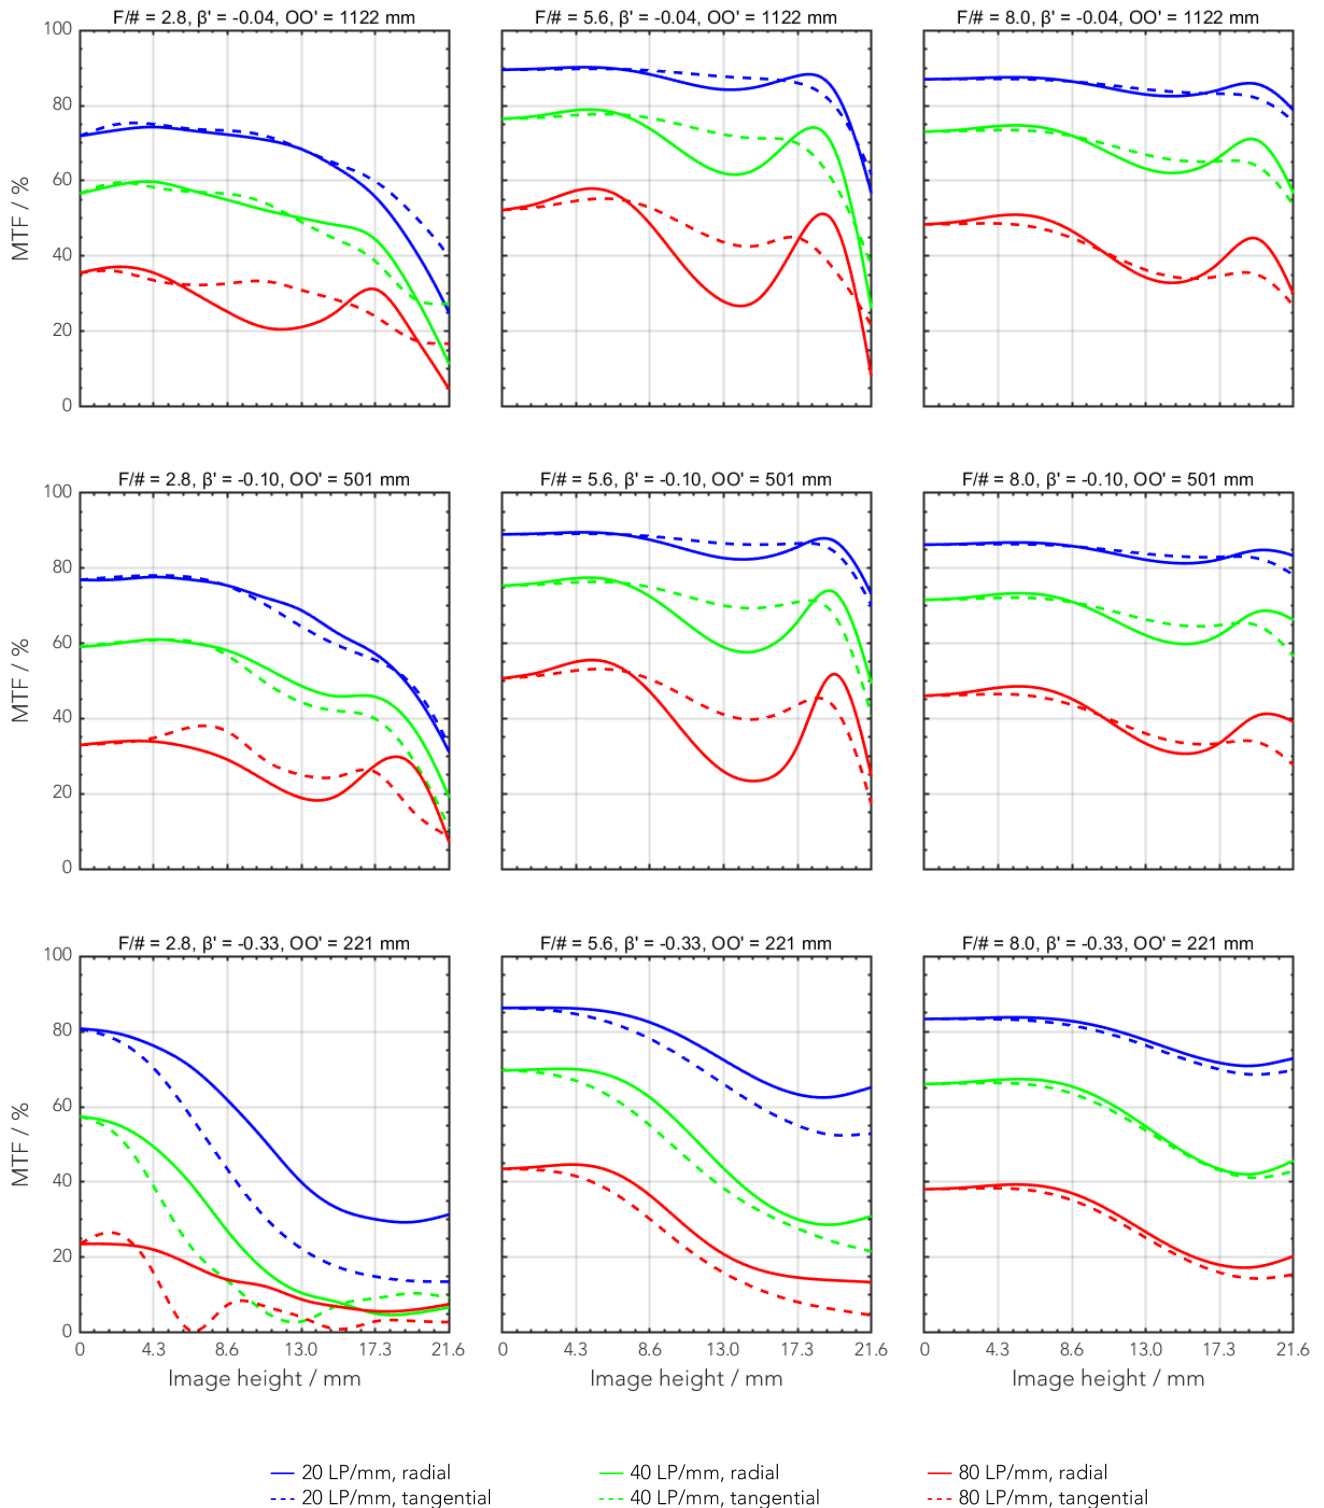 F/# = 2.8, β' = -0.04, OO' = 1122 mm
F/# = 5.6, β' = -0.04, OO' = 1122 mm
F/# = 8.0, β' = -0.04, OO' = 1122 mm
100
80
60
40
20
0
MTF / %
F/# = 2.8, β' = -0.10, OO' = 501 mm
F/# = 5.6, β' = -0.10, OO' = 501 mm
F/# = 8.0, β' = -0.10, OO' = 501 mm
100
80
60
40
20
0
MTF / %
F/# = 2.8, β' = -0.33, OO' = 221 mm
F/# = 5.6, β' = -0.33, OO' = 221 mm
F/# = 8.0, β' = -0.33, OO' = 221 mm
100
80
60
40
20
0
MTF / %
0 4.3 8.6 13.0 17.3 21.6
0 4.3 8.6 13.0 17.3 21.6
0 4.3 8.6 13.0 17.3 21.6
Image height / mm
Image height / mm
Image height / mm
20 LP/mm, radial
40 LP/mm, radial
80 LP/mm, radial
20 LP/mm, tangential
40 LP/mm, tangential
80 LP/mm, tangential